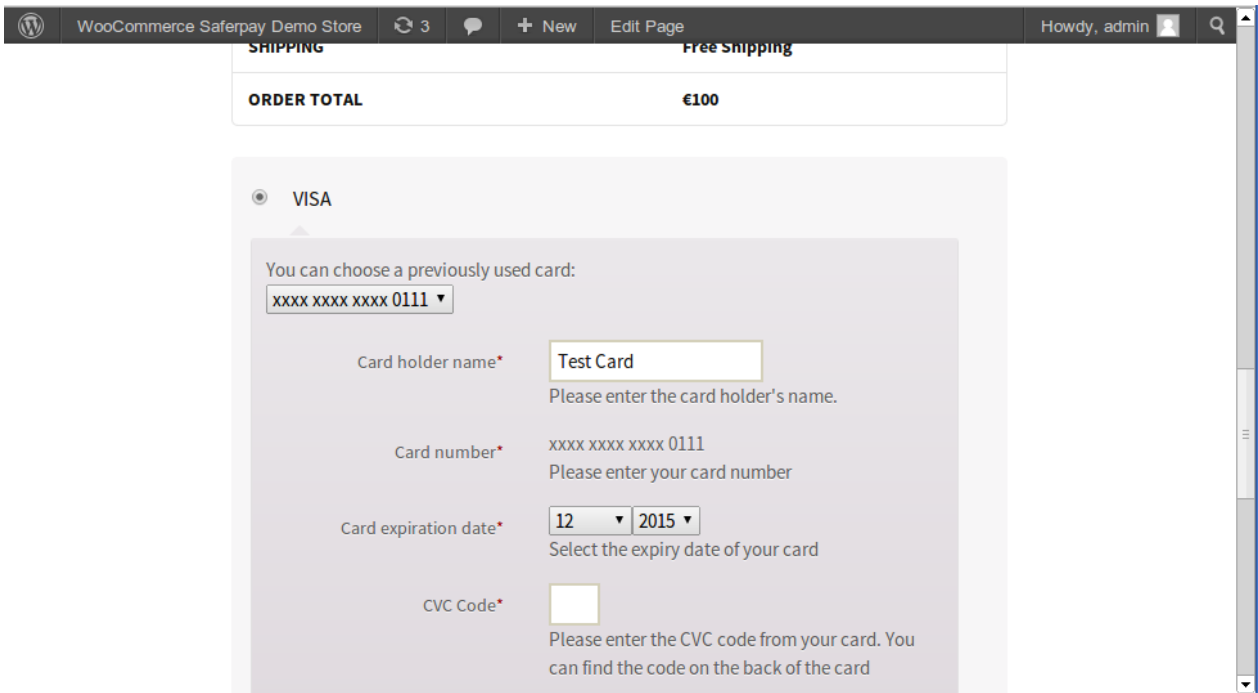 WooCommerce Saferpay Demo Store 3 New Edit Page Howdy, admin
SHIPPING Free Shipping
ORDER TOTAL €100
VISA
You can choose a previously used card:
xxxx xxxx xxxx 0111
Card holder name* Test Card
Please enter the card holder's name.
Card number* xxxx xxxx xxxx 0111
Please enter your card number
Card expiration date* 12 2015
Select the expiry date of your card
CVC Code*
Please enter the CVC code from your card. You
can find the code on the back of the card